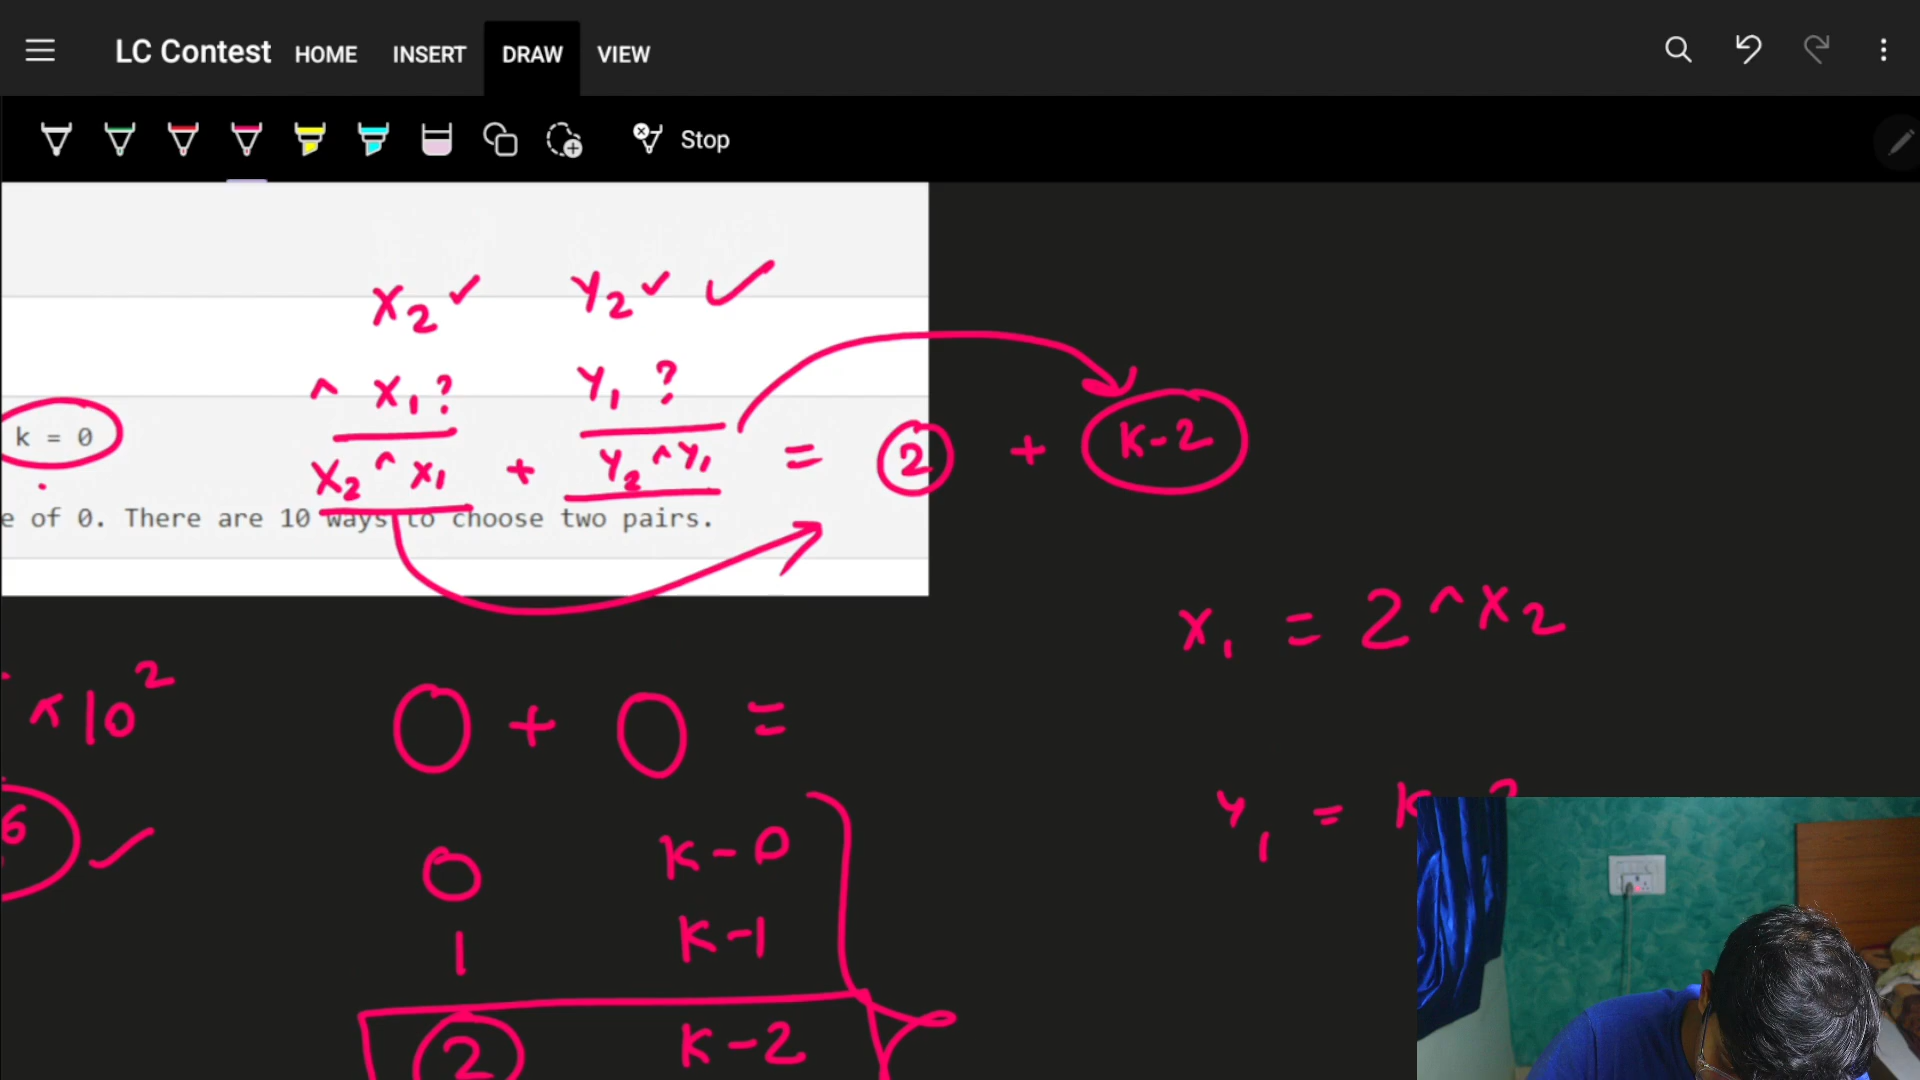 LC Contest HOME INSERT DRAW VIEW
Stop
x₂ ✓ y₂ ✓ ✓
^ x₁ ? y₁ ?
k = 0
x₂ ^ x₁ + y₂ ^ y₁ = 2 + K-2
e of 0. There are 10 ways to choose two pairs.
x₁ = 2 ^ x₂
10²
0 + 0 =
y₁ = K
6 ✓
0 K-0
1 K-1
2 K-2